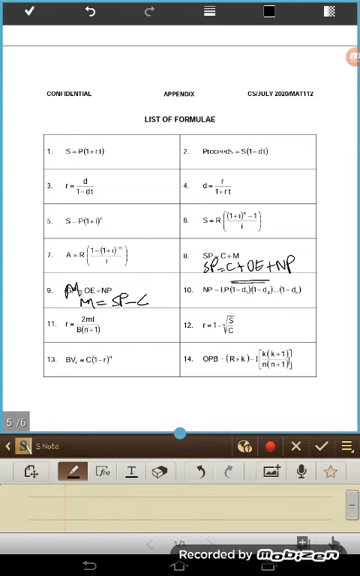 CONFIDENTIAL APPENDIX CS/JULY 2020/MAT112
LIST OF FORMULAE
1. S = P(1 + rt)
2. Proceeds = S(1 − dt)
3. r = d / 1 − dt
4. d = r / 1 + rt
5. S − P(1 + i)ⁿ
6. S = R [ (1 + i)ⁿ − 1 / i ]
7. A = R [ 1 − (1 + i)⁻ⁿ / i ]
8. SP = C + M
SP = C + OE + NP
9. M = OE + NP
M = SP − C
10. NP − LP(1 − d₁)(1 − d₂)...(1 − dₙ)
11. r = 2mI / B(n + 1)
12. r = 1 − ⁿ√S/C
13. BVₙ = C(1 − r)ⁿ
14. OPB − (R × k) − I [ k(k + 1) / n(n + 1) ]
5 / 6
S Note
f(x)
T
1/1
Recorded by Mobizen